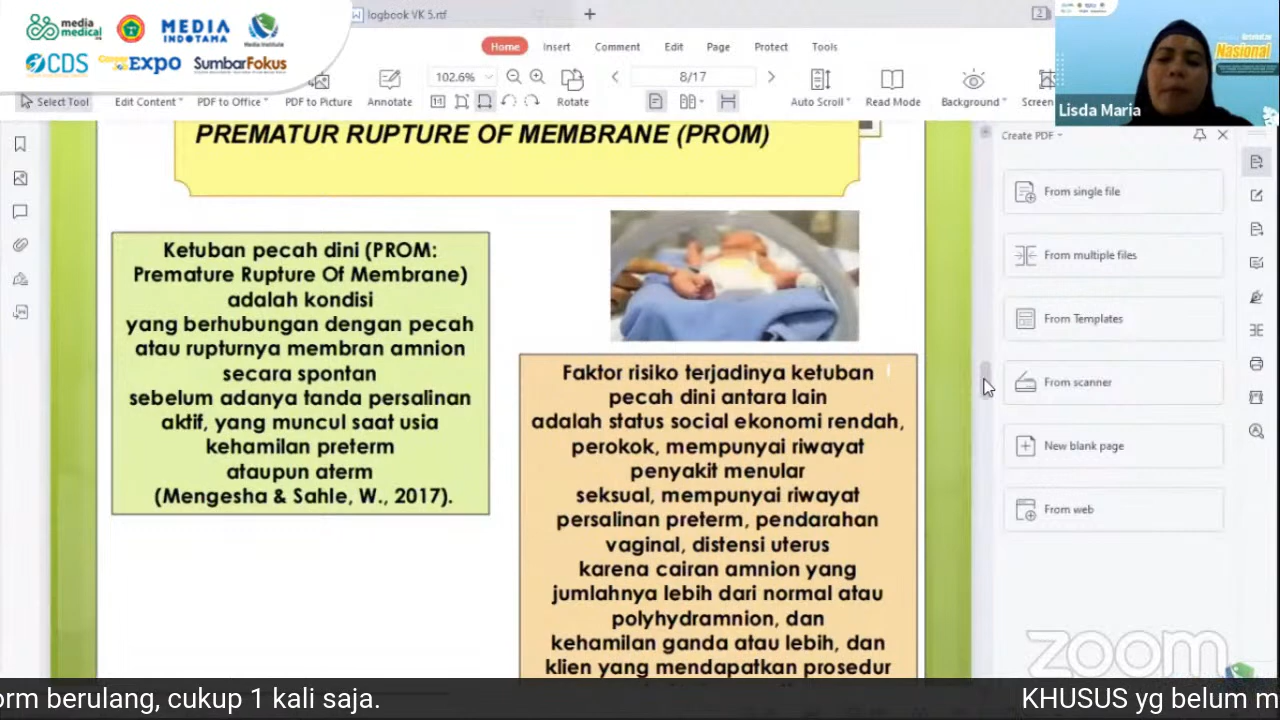 media
medical
MEDIA
INDOTAMA
Media Institute
CDS
Expo
SumbarFokus
logbook VK 5.rtf
+
2
Home
Insert
Comment
Edit
Page
Protect
Tools
102.6%
8/17
Select Tool
Edit Content
PDF to Office
PDF to Picture
Annotate
Rotate
Auto Scroll
Read Mode
Background
Screen
Nasional
Lisda Maria
Create PDF
From single file
From multiple files
From Templates
From scanner
New blank page
From web
PREMATUR RUPTURE OF MEMBRANE (PROM)
Ketuban pecah dini (PROM:
Premature Rupture Of Membrane)
adalah kondisi
yang berhubungan dengan pecah
atau rupturnya membran amnion
secara spontan
sebelum adanya tanda persalinan
aktif, yang muncul saat usia
kehamilan preterm
ataupun aterm
(Mengesha & Sahle, W., 2017).
Faktor risiko terjadinya ketuban
pecah dini antara lain
adalah status social ekonomi rendah,
perokok, mempunyai riwayat
penyakit menular
seksual, mempunyai riwayat
persalinan preterm, pendarahan
vaginal, distensi uterus
karena cairan amnion yang
jumlahnya lebih dari normal atau
polyhydramnion, dan
kehamilan ganda atau lebih, dan
klien yang mendapatkan prosedur
zoom
orm berulang, cukup 1 kali saja.
KHUSUS yg belum m